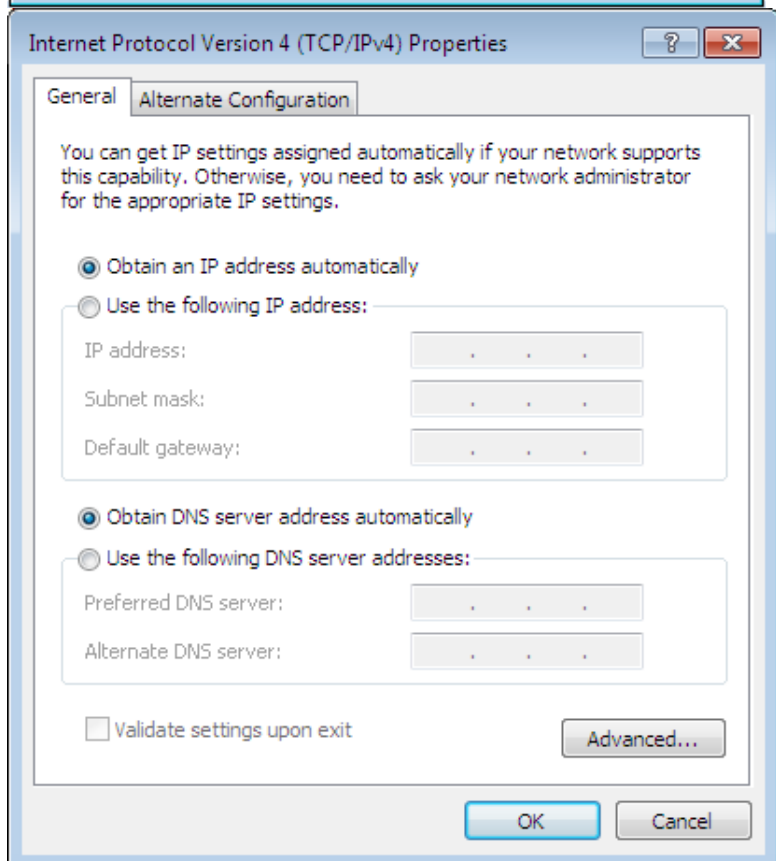 Internet Protocol Version 4 (TCP/IPv4) Properties
General
Alternate Configuration
You can get IP settings assigned automatically if your network supports
this capability. Otherwise, you need to ask your network administrator
for the appropriate IP settings.
Obtain an IP address automatically
Use the following IP address:
IP address:
Subnet mask:
Default gateway:
Obtain DNS server address automatically
Use the following DNS server addresses:
Preferred DNS server:
Alternate DNS server:
Validate settings upon exit
Advanced...
OK
Cancel